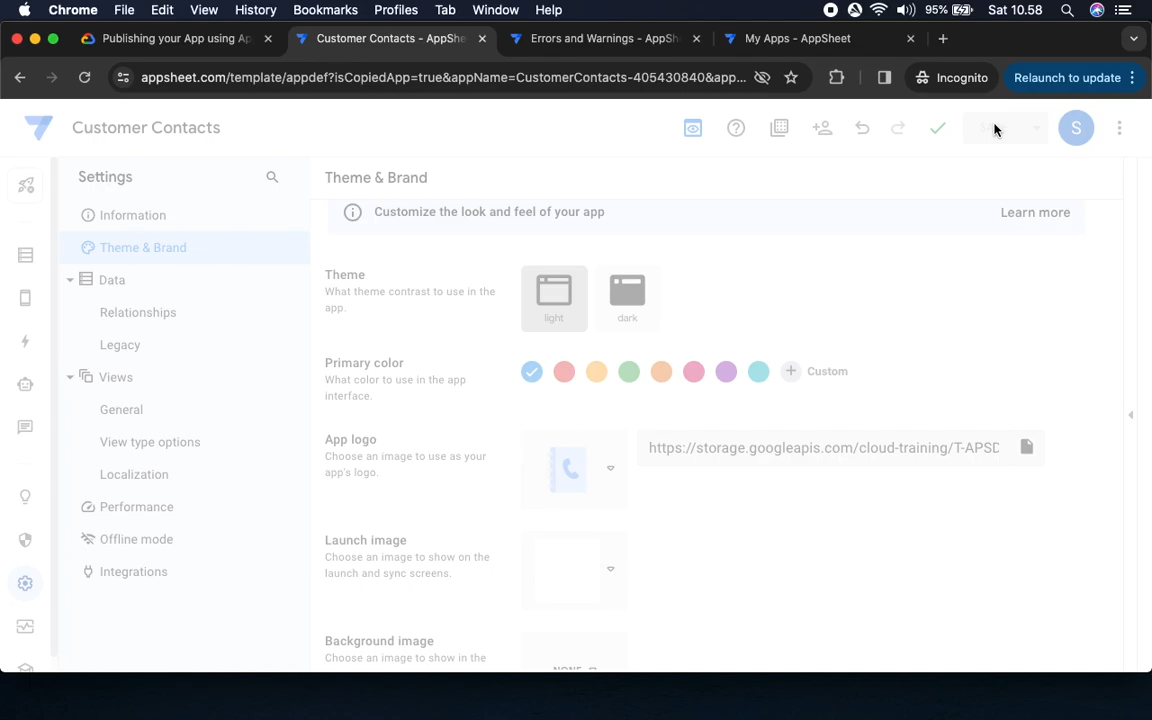 Chrome File Edit View History Bookmarks Profiles Tab Window Help 95% Sat 10.58
Publishing your App using Ap Customer Contacts - AppShe Errors and Warnings - AppSh My Apps - AppSheet
appsheet.com/template/appdef?isCopiedApp=true&appName=CustomerContacts-405430840&app... Incognito Relaunch to update
Customer Contacts S
Settings
Information
Theme & Brand
Data
Relationships
Legacy
Views
General
View type options
Localization
Performance
Offline mode
Integrations
Theme & Brand
Customize the look and feel of your app Learn more
Theme
What theme contrast to use in the
app.
light dark
Primary color
What color to use in the app
interface.
Custom
App logo
Choose an image to use as your
app's logo.
https://storage.googleapis.com/cloud-training/T-APSD
Launch image
Choose an image to show on the
launch and sync screens.
Background image
Choose an image to show in the